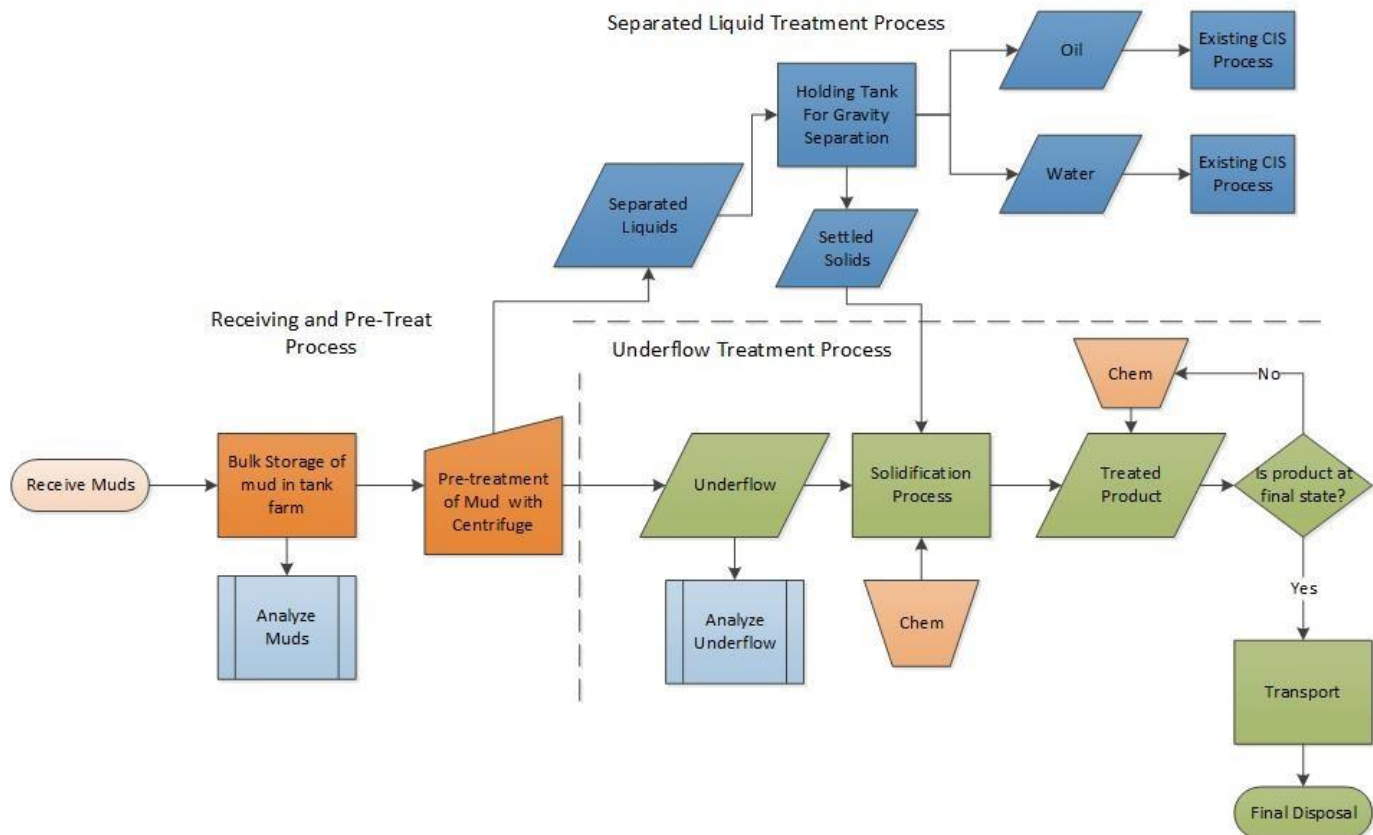 Separated Liquid Treatment Process
Oil
Existing CIS
Process
Holding Tank
For Gravity
Separation
Water
Existing CIS
Process
Separated
Liquids
Settled
Solids
Receiving and Pre-Treat
Process
Underflow Treatment Process
Chem
No
Receive Muds
Bulk Storage of
mud in tank
farm
Pre-treatment
of Mud with
Centrifuge
Underflow
Solidification
Process
Treated
Product
Is product at
final state?
Yes
Analyze
Muds
Analyze
Underflow
Chem
Transport
Final Disposal